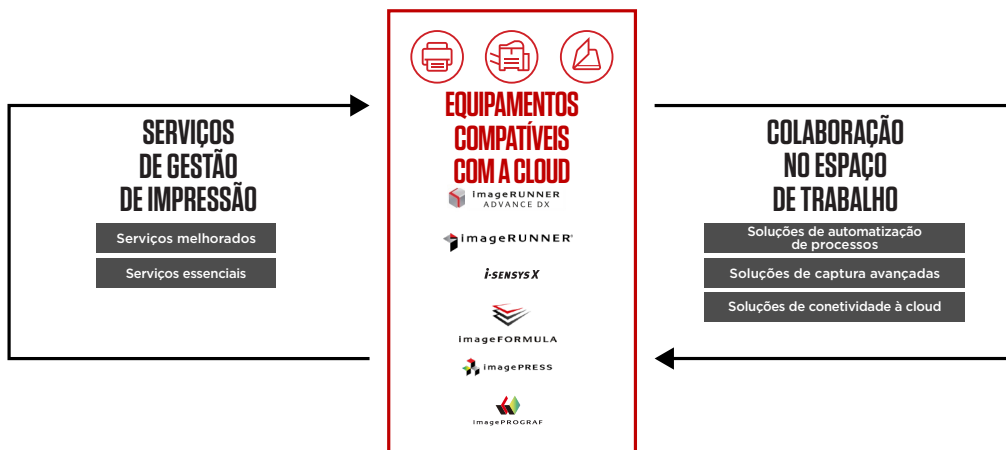 SERVIÇOS
DE GESTÃO
DE IMPRESSÃO
Serviços melhorados
Serviços essenciais
EQUIPAMENTOS
COMPATÍVEIS
COM A CLOUD
imageRUNNER
ADVANCE DX
imageRUNNER®
i-SENSYS X
imageFORMULA
imagePRESS
imagePROGRAF
COLABORAÇÃO
NO ESPAÇO
DE TRABALHO
Soluções de automatização
de processos
Soluções de captura avançadas
Soluções de conetividade à cloud